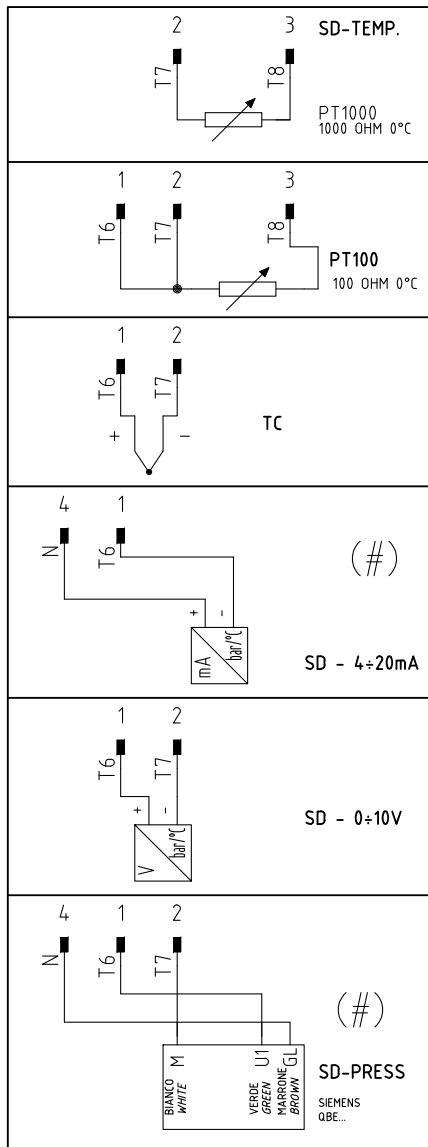 2 3 SD-TEMP.
T7 T8
PT1000
1000 OHM 0°C
1 2 3
T6 T7 T8
PT100
100 OHM 0°C
1 2
T6 T7
+ -
TC
4 1
N T6
(#)
+ -
mA bar/°C
SD - 4÷20mA
1 2
T6 T7
+ -
V bar/°C
SD - 0÷10V
4 1 2
N T6 T7
(#)
M U1 GL
BIANCO VERDE MARRONE
WHITE GREEN BROWN
SD-PRESS
SIEMENS
QBE...